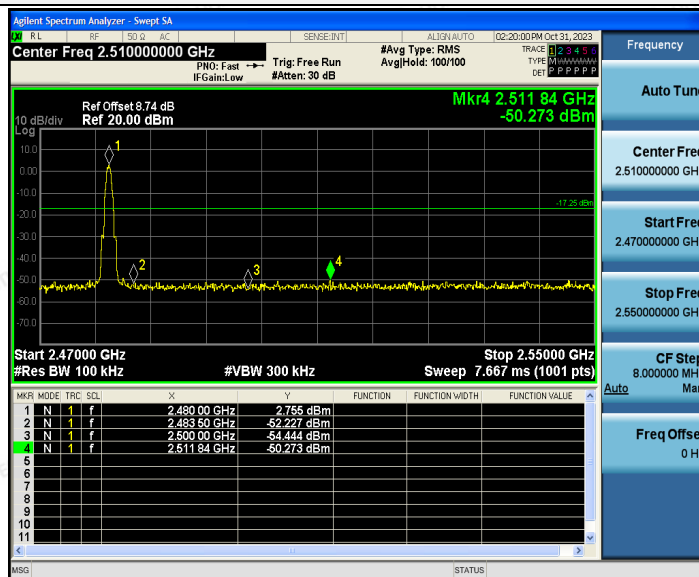 Agilent Spectrum Analyzer - Swept SA
RL RF 50 Ω AC SENSE:INT ALIGN AUTO 02:20:00 PM Oct 31, 2023
Center Freq 2.510000000 GHz
PNO: Fast
IFGain:Low
Trig: Free Run
#Atten: 30 dB
#Avg Type: RMS
Avg|Hold: 100/100
TRACE 1 2 3 4 5 6
TYPE M W W W W W
DET P P P P P P
Frequency
Mkr4 2.511 84 GHz
-50.273 dBm
Ref Offset 8.74 dB
10 dB/div Ref 20.00 dBm
Log
10.0
0.00
-10.0
-20.0
-30.0
-40.0
-50.0
-60.0
-70.0
1
2
3
4
-17.25 dBm
Start 2.47000 GHz Stop 2.55000 GHz
#Res BW 100 kHz #VBW 300 kHz Sweep 7.667 ms (1001 pts)
MKR MODE TRC SCL X Y FUNCTION FUNCTION WIDTH FUNCTION VALUE
1 N 1 f 2.480 00 GHz 2.755 dBm
2 N 1 f 2.483 50 GHz -52.227 dBm
3 N 1 f 2.500 00 GHz -54.444 dBm
4 N 1 f 2.511 84 GHz -50.273 dBm
5
6
7
8
9
10
11
MSG STATUS
Auto Tun
Center Fre
2.510000000 GH
Start Fre
2.470000000 GH
Stop Fre
2.550000000 GH
CF Step
8.000000 MH
Auto Ma
Freq Offse
0 H